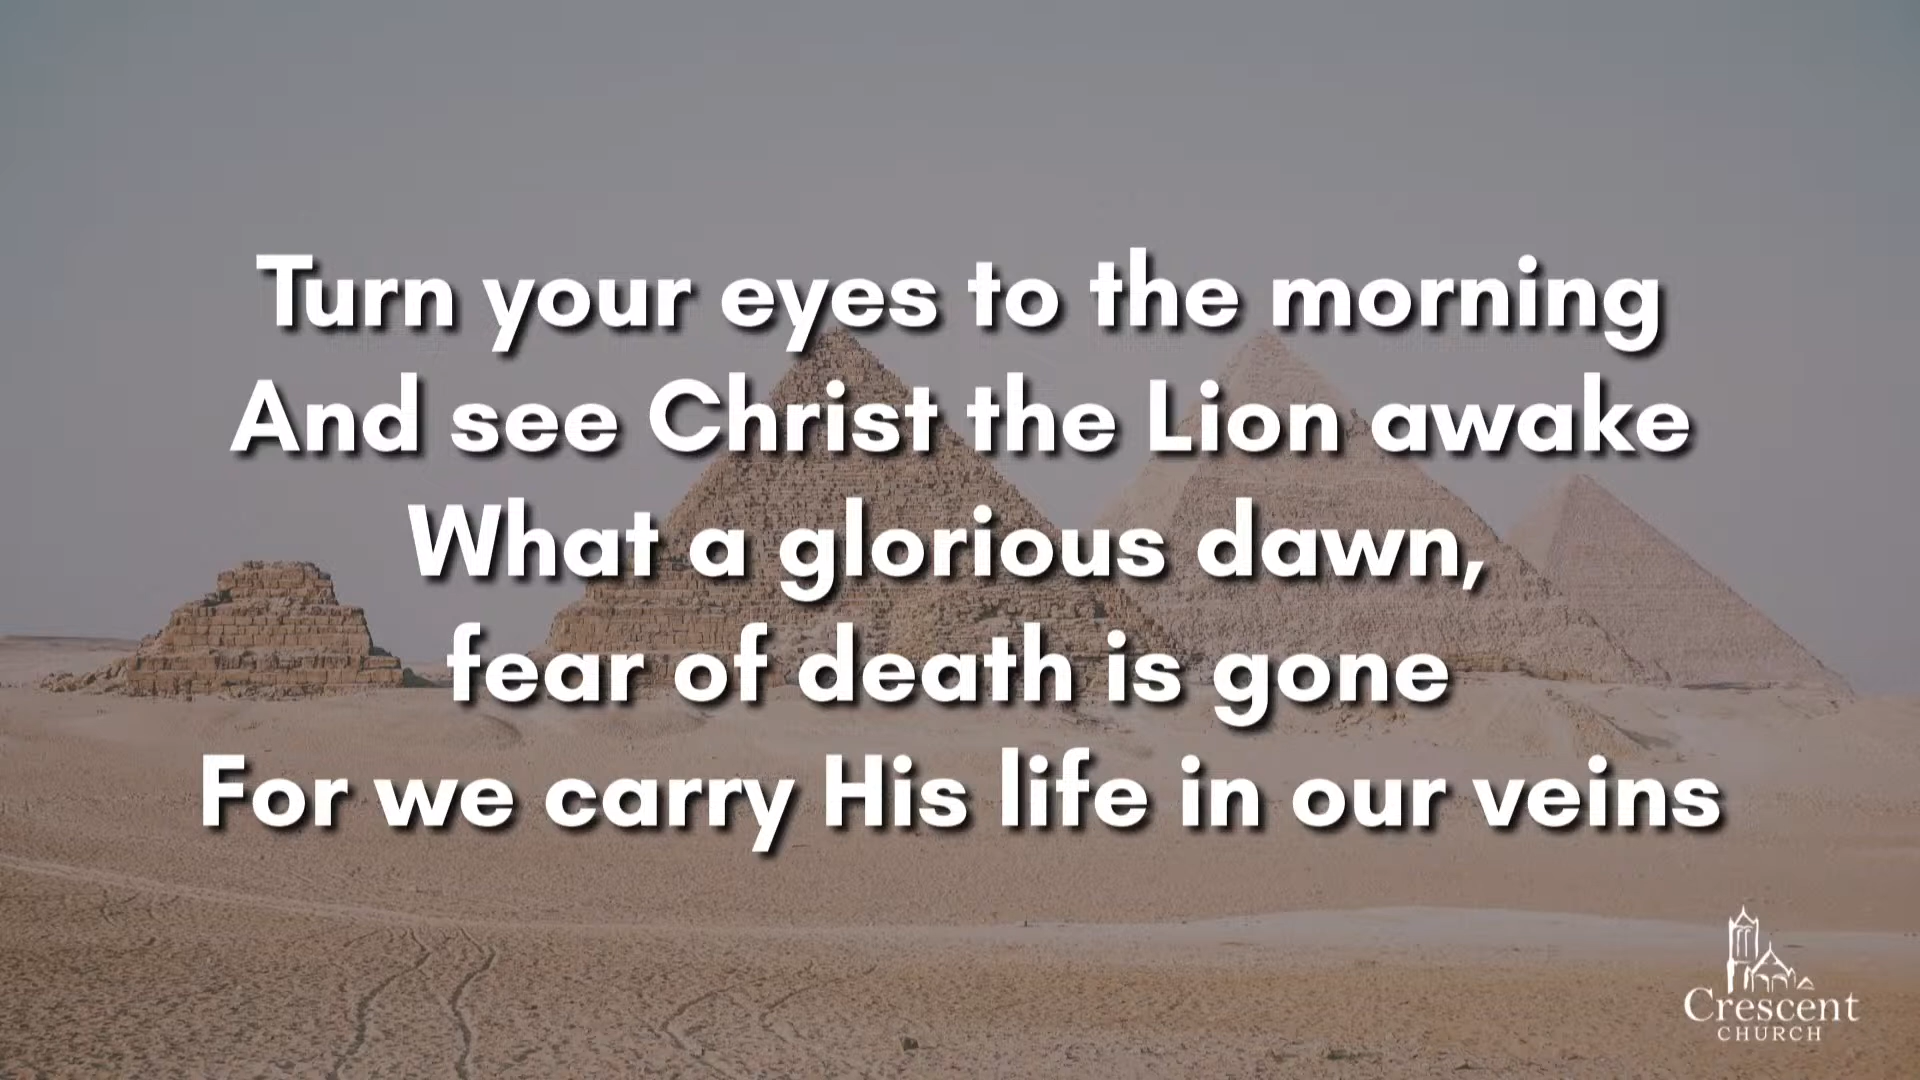 Turn your eyes to the morning
And see Christ the Lion awake
What a glorious dawn,
fear of death is gone
For we carry His life in our veins
Crescent
CHURCH